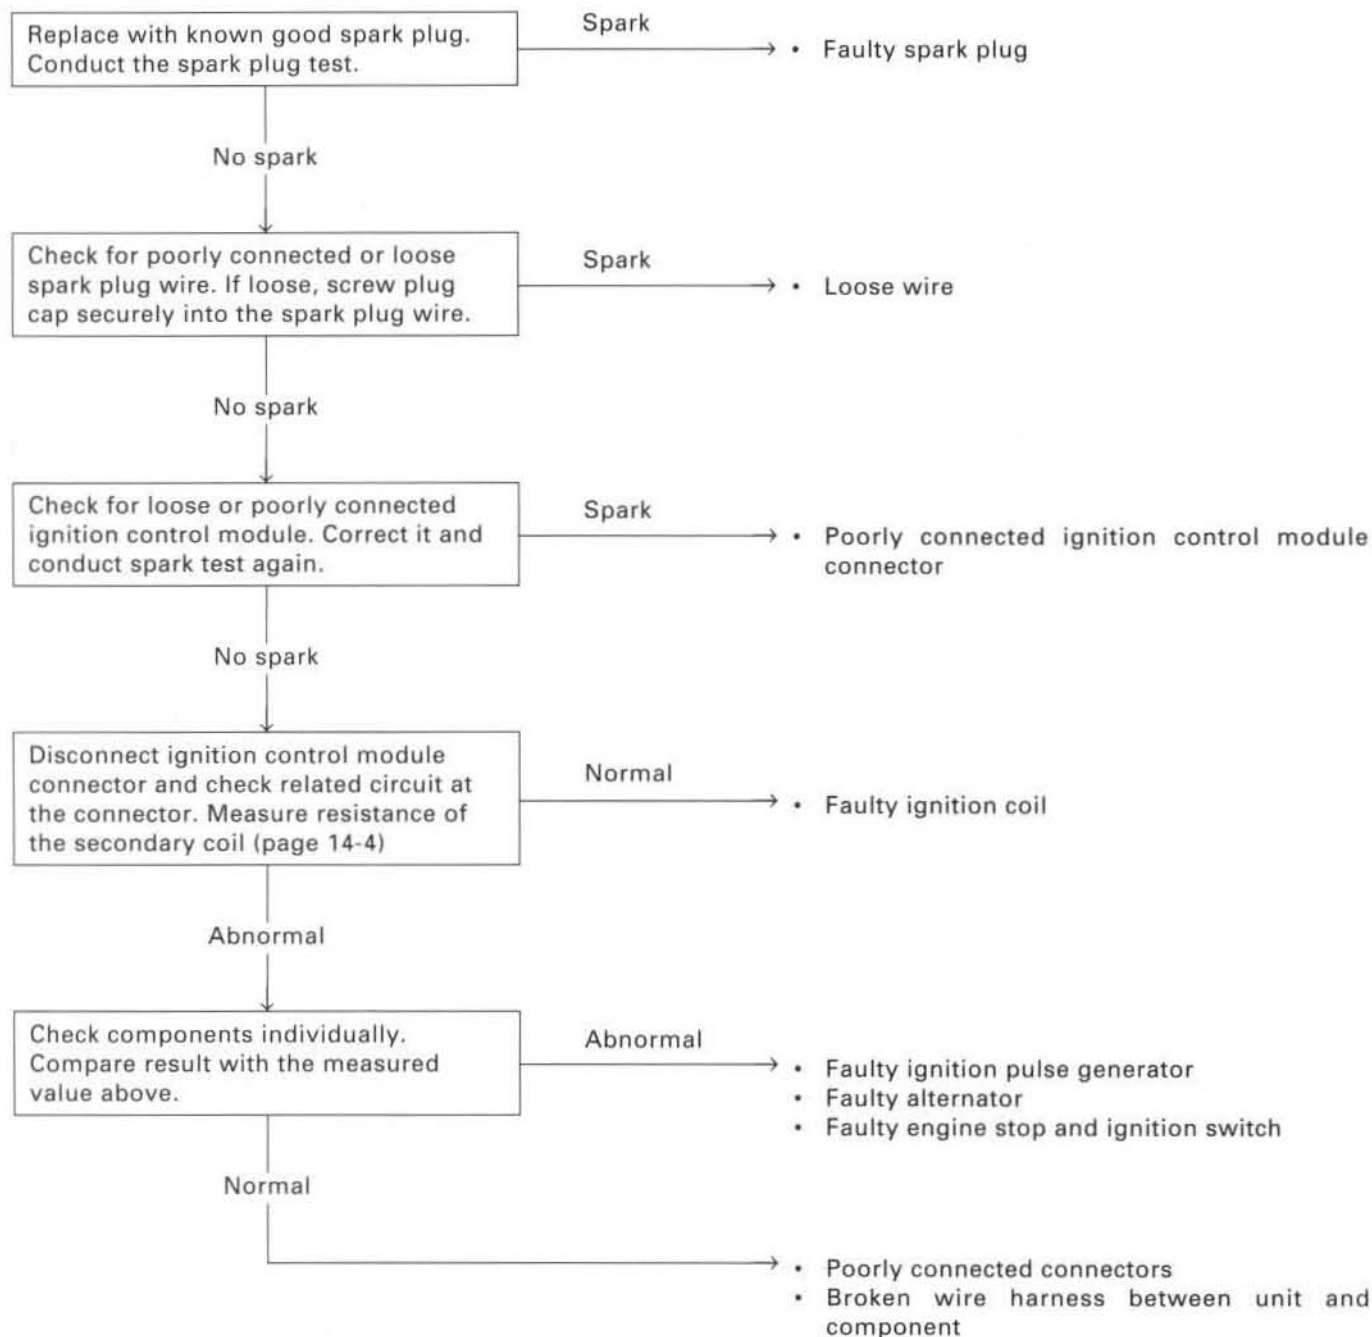 Replace with known good spark plug.
Conduct the spark plug test.
Spark
• Faulty spark plug
No spark
Check for poorly connected or loose
spark plug wire. If loose, screw plug
cap securely into the spark plug wire.
Spark
• Loose wire
No spark
Check for loose or poorly connected
ignition control module. Correct it and
conduct spark test again.
Spark
• Poorly connected ignition control module
connector
No spark
Disconnect ignition control module
connector and check related circuit at
the connector. Measure resistance of
the secondary coil (page 14-4)
Normal
• Faulty ignition coil
Abnormal
Check components individually.
Compare result with the measured
value above.
Abnormal
• Faulty ignition pulse generator
• Faulty alternator
• Faulty engine stop and ignition switch
Normal
• Poorly connected connectors
• Broken wire harness between unit and
component